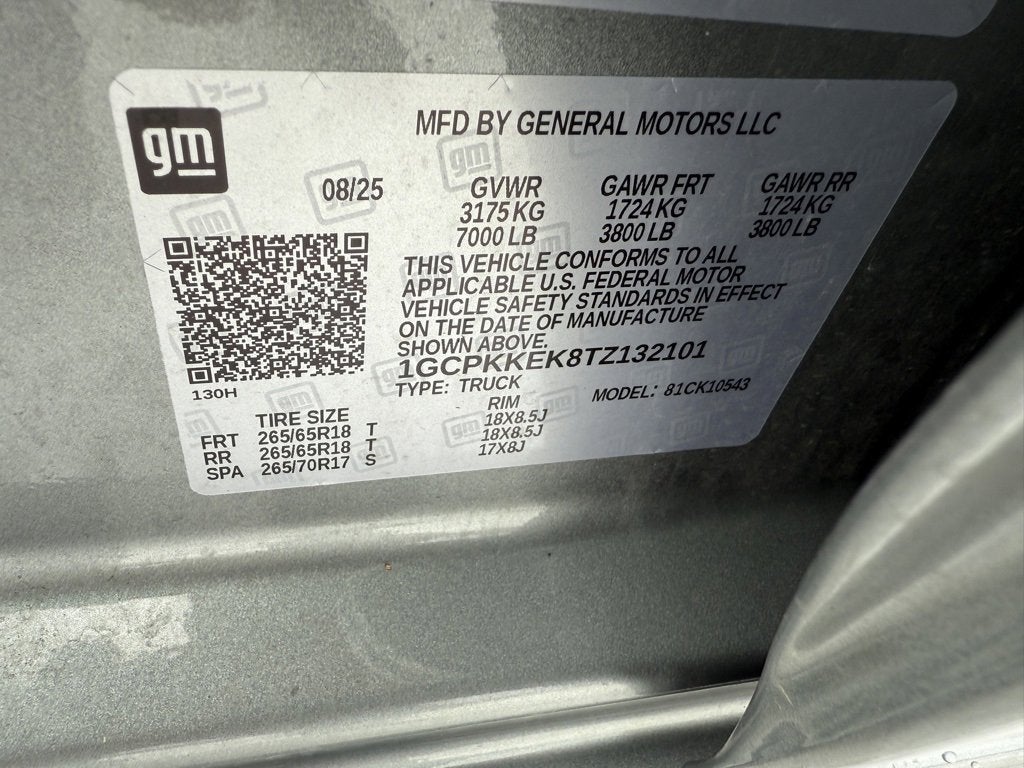 gm
MFD BY GENERAL MOTORS LLC
08/25
GVWR GAWR FRT GAWR RR
3175 KG 1724 KG 1724 KG
7000 LB 3800 LB 3800 LB
THIS VEHICLE CONFORMS TO ALL
APPLICABLE U.S. FEDERAL MOTOR
VEHICLE SAFETY STANDARDS IN EFFECT
ON THE DATE OF MANUFACTURE
SHOWN ABOVE.
1GCPKKEK8TZ132101
TYPE: TRUCK MODEL: 81CK10543
130H
TIRE SIZE RIM
FRT 265/65R18 T 18X8.5J
RR 265/65R18 T 18X8.5J
SPA 265/70R17 S 17X8J